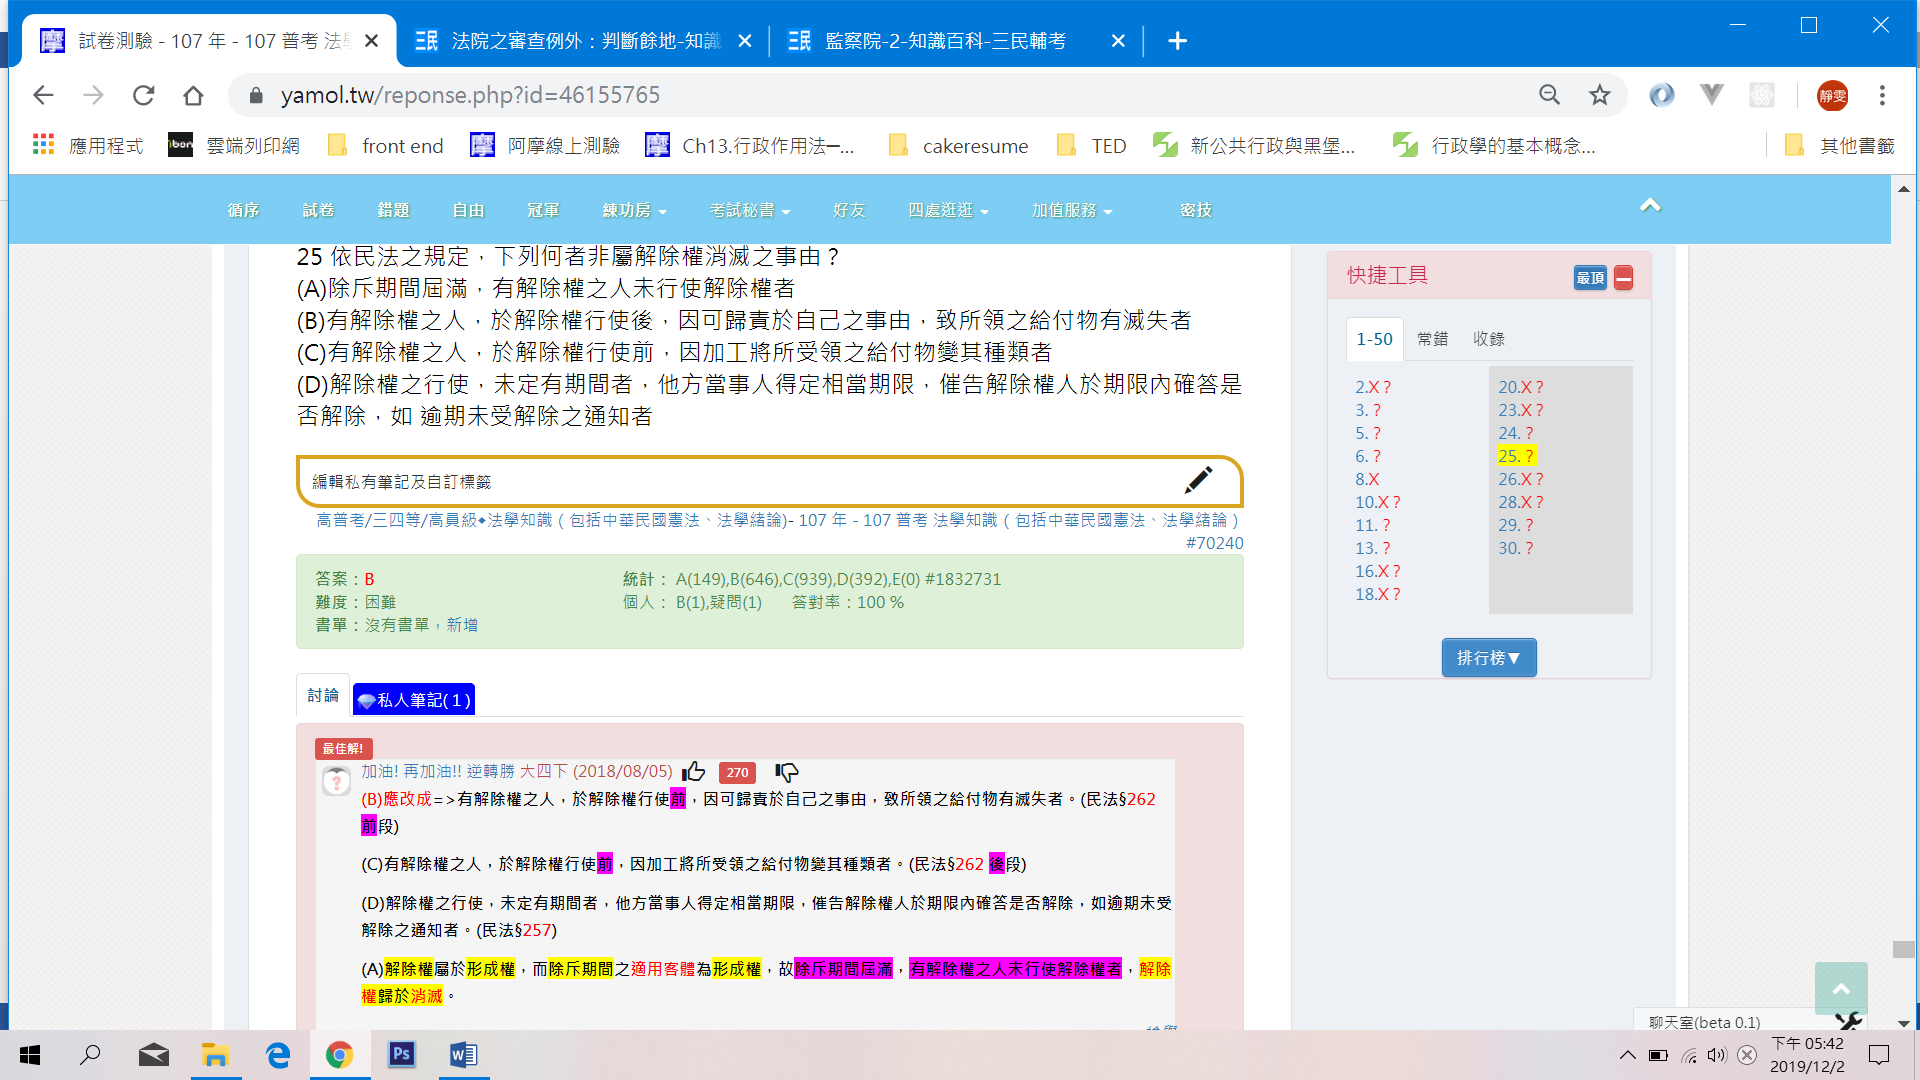 試卷測驗 - 107 年 - 107 普考 法
法院之審查例外：判斷餘地-知識
監察院-2-知識百科-三民輔考
yamol.tw/reponse.php?id=46155765
靜雯
應用程式
雲端列印網
front end
阿摩線上測驗
Ch13.行政作用法─...
cakeresume
TED
新公共行政與黑堡...
行政學的基本概念...
其他書籤
循序 試卷 錯題 自由 冠軍 練功房 考試秘書 好友 四處逛逛 加值服務 密技
25 依民法之規定，下列何者非屬解除權消滅之事由？
(A)除斥期間屆滿，有解除權之人未行使解除權者
(B)有解除權之人，於解除權行使後，因可歸責於自己之事由，致所領之給付物有滅失者
(C)有解除權之人，於解除權行使前，因加工將所受領之給付物變其種類者
(D)解除權之行使，未定有期間者，他方當事人得定相當期限，催告解除權人於期限內確答是
否解除，如 逾期未受解除之通知者
編輯私有筆記及自訂標籤
高普考/三四等/高員級◆法學知識（包括中華民國憲法、法學緒論)- 107 年 - 107 普考 法學知識（包括中華民國憲法、法學緒論）
#70240
答案：B
統計： A(149),B(646),C(939),D(392),E(0) #1832731
難度：困難
個人： B(1),疑問(1) 答對率：100 %
書單：沒有書單，新增
討論
私人筆記( 1 )
最佳解!
加油! 再加油!! 逆轉勝 大四下 (2018/08/05) 270
(B)應改成=>有解除權之人，於解除權行使前，因可歸責於自己之事由，致所領之給付物有滅失者。(民法§262
前段)
(C)有解除權之人，於解除權行使前，因加工將所受領之給付物變其種類者。(民法§262 後段)
(D)解除權之行使，未定有期間者，他方當事人得定相當期限，催告解除權人於期限內確答是否解除，如逾期未受
解除之通知者。(民法§257)
(A)解除權屬於形成權，而除斥期間之適用客體為形成權，故除斥期間屆滿，有解除權之人未行使解除權者，解除
權歸於消滅。
快捷工具
最頂
1-50 常錯 收錄
2.X ?
3. ?
5. ?
6. ?
8.X
10.X ?
11. ?
13. ?
16.X ?
18.X ?
20.X ?
23.X ?
24. ?
25. ?
26.X ?
28.X ?
29. ?
30. ?
排行榜▼
聊天室(beta 0.1)
下午 05:42
2019/12/2